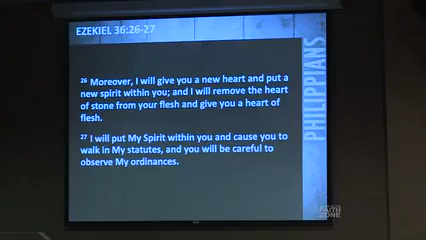 EZEKIEL 36:26-27
26 Moreover, I will give you a new heart and put a
new spirit within you; and I will remove the heart
of stone from your flesh and give you a heart of
flesh.
27 I will put My Spirit within you and cause you to
walk in My statutes, and you will be careful to
observe My ordinances.
PHILIPPIANS
FAITH
ZONE